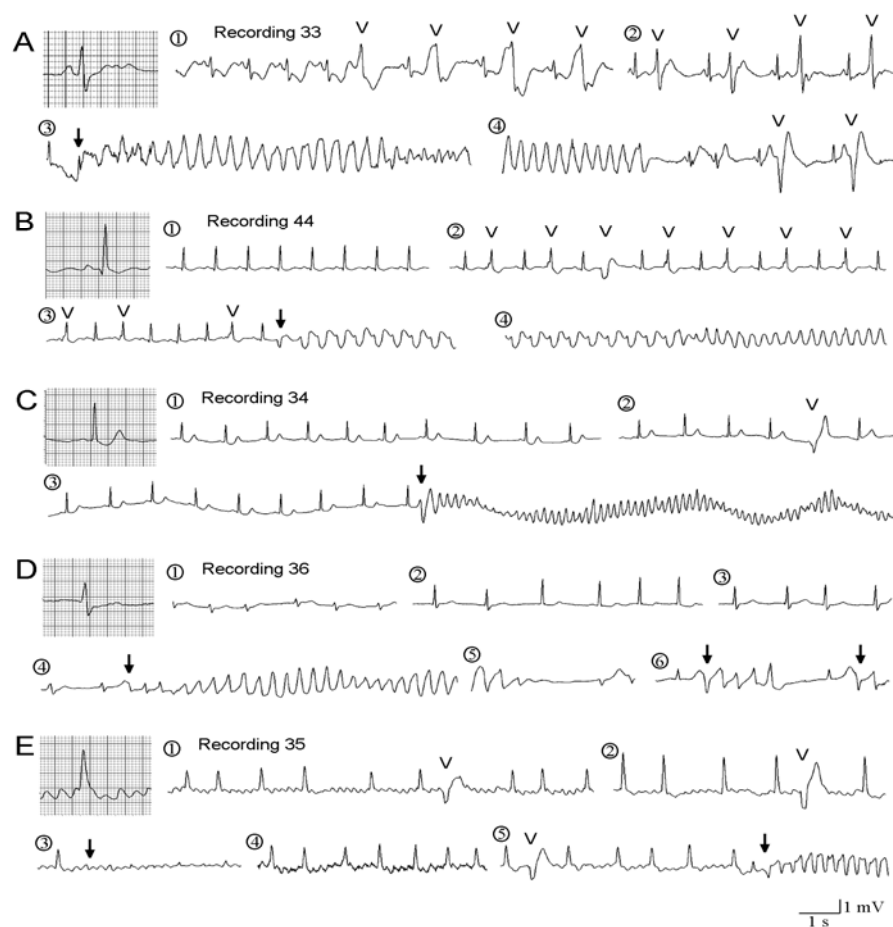 A ① Recording 33 V V V V ② V V V V
③ ④ V V
B ① Recording 44 ② V V V V V V V
③ V V V ④
C ① Recording 34 ② V
③
D ① Recording 36 ② ③
④ ⑤ ⑥
E ① Recording 35 V ② V
③ ④ ⑤ V
1 mV
1 s